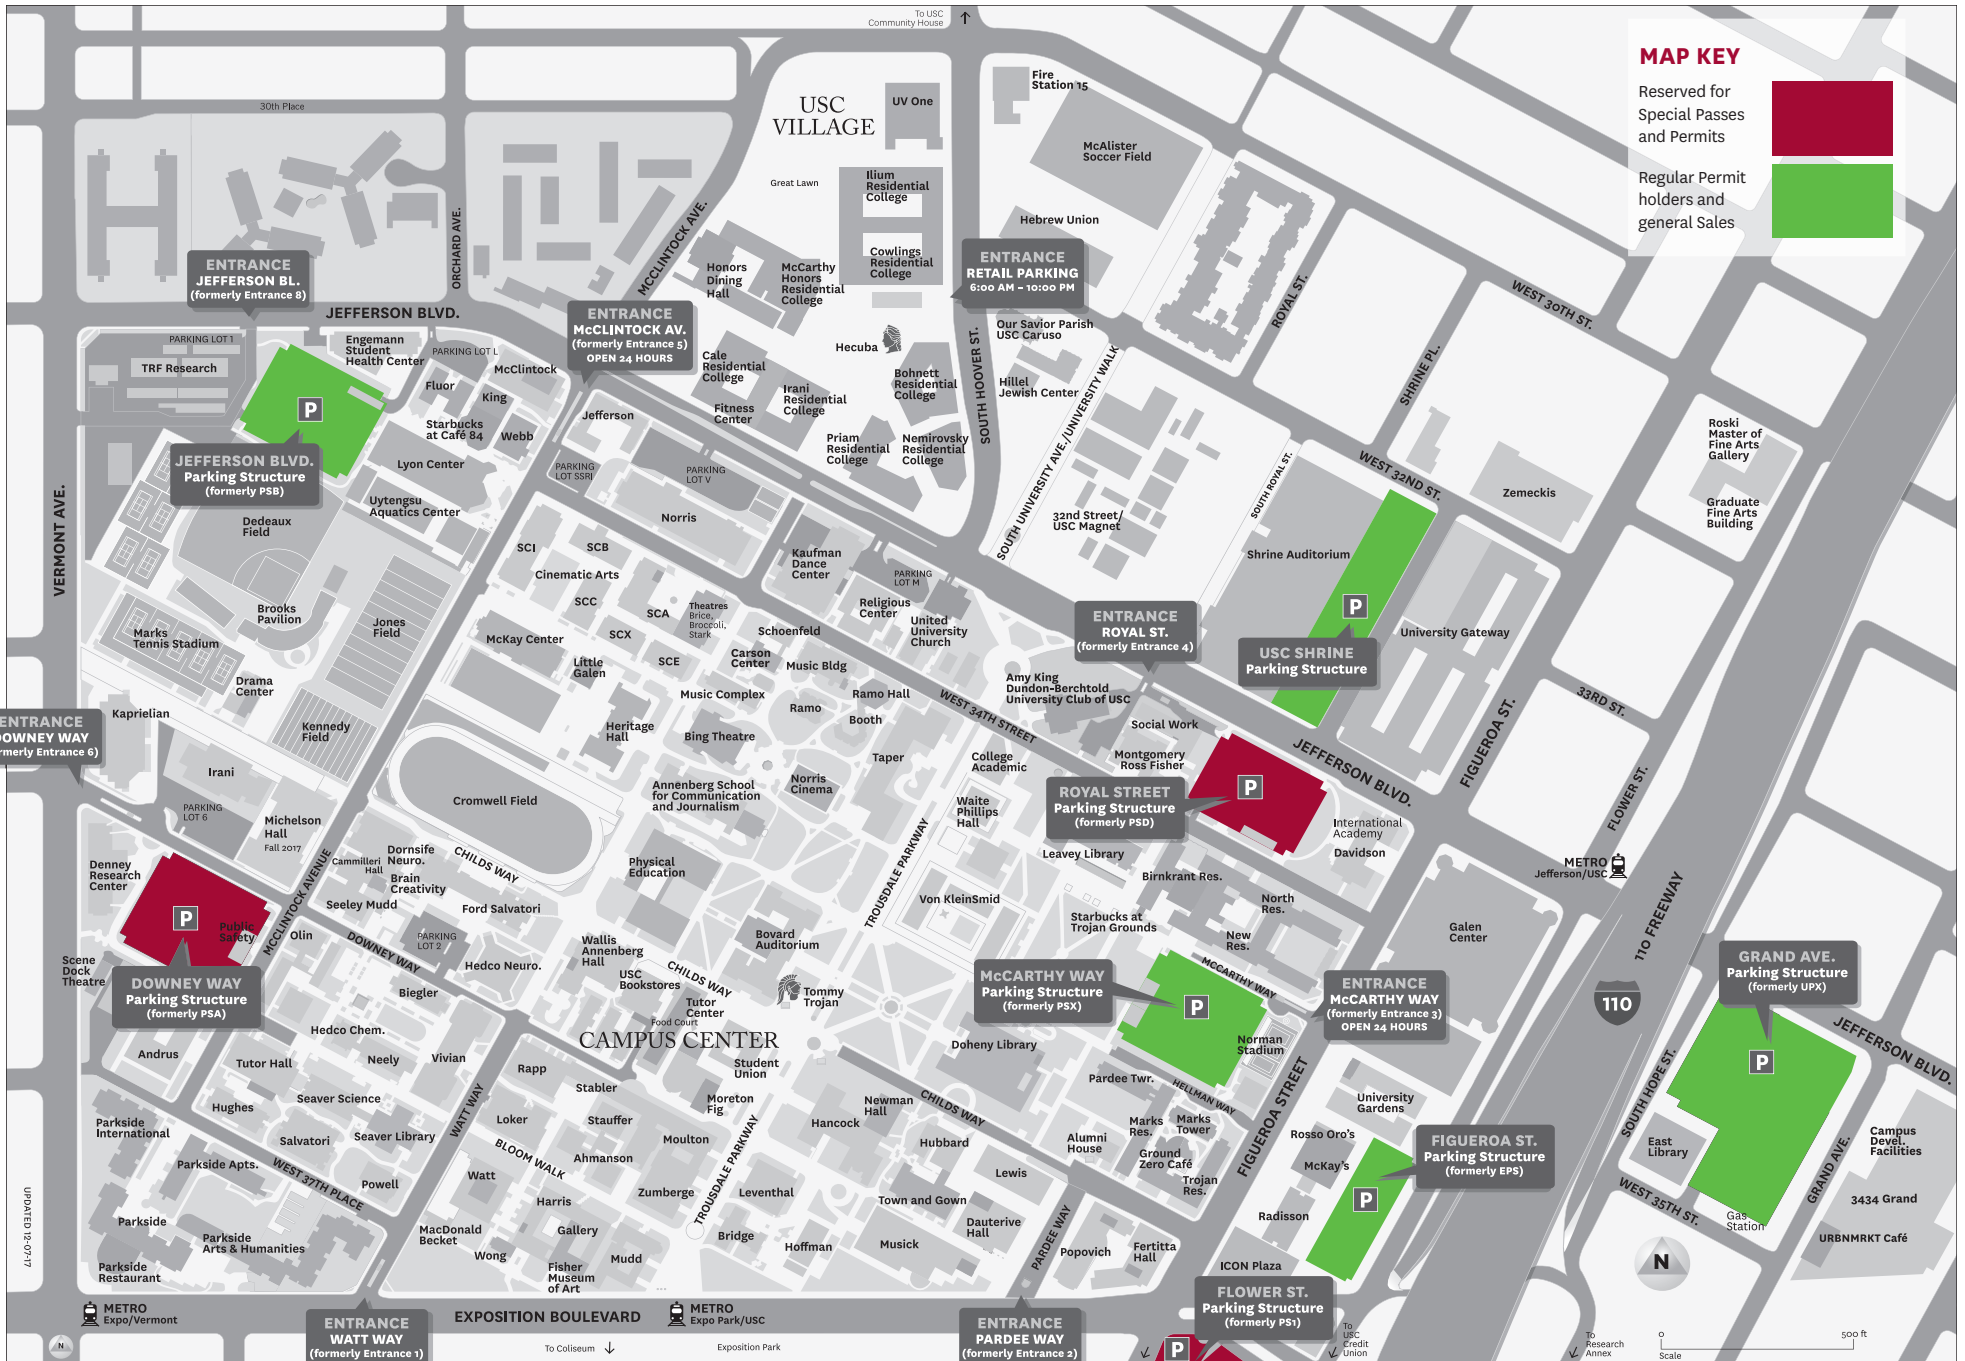 To USC
Community House
MAP KEY
Reserved for
Special Passes
and Permits
Regular Permit
holders and
general Sales
USC
VILLAGE
UV One
Fire
Station 15
30th Place
McAlister
Soccer Field
Great Lawn
Ilium
Residential
College
Hebrew Union
ORCHARD AVE.
MCCLINTOCK AVE.
Cowlings
Residential
College
Honors
Dining
Hall
McCarthy
Honors
Residential
College
ENTRANCE
RETAIL PARKING
6:00 AM – 10:00 PM
ENTRANCE
JEFFERSON BL.
(formerly Entrance 8)
JEFFERSON BLVD.
ENTRANCE
McCLINTOCK AV.
(formerly Entrance 5)
OPEN 24 HOURS
ROYAL ST.
WEST 30TH ST.
Our Savior Parish
USC Caruso
Hecuba
SOUTH HOOVER ST.
PARKING LOT 1
TRF Research
Engemann
Student
Health Center
PARKING LOT L
McClintock
Fluor
King
Starbucks
at Café 84
Webb
Jefferson
Cale
Residential
College
Irani
Residential
College
Fitness
Center
Bohnett
Residential
College
Hillel
Jewish Center
SHRINE PL.
Priam
Residential
College
Nemirovsky
Residential
College
SOUTH UNIVERSITY AVE./UNIVERSITY WALK
P
JEFFERSON BLVD.
Parking Structure
(formerly PSB)
Lyon Center
PARKING
LOT SSRI
PARKING
LOT V
Uytengsu
Aquatics Center
Norris
Dedeaux
Field
VERMONT AVE.
32nd Street/
USC Magnet
SOUTH ROYAL ST.
WEST 32ND ST.
Zemeckis
Roski
Master of
Fine Arts
Gallery
Graduate
Fine Arts
Building
Shrine Auditorium
P
USC SHRINE
Parking Structure
University Gateway
SCI
SCB
Cinematic Arts
SCC
SCA
Theatres
Brice,
Broccoli,
Stark
SCX
SCE
Kaufman
Dance
Center
PARKING
LOT M
Religious
Center
United
University
Church
Schoenfeld
Carson
Center
Music Bldg
Music Complex
Ramo Hall
Ramo
Booth
Brooks
Pavilion
Jones
Field
Marks
Tennis Stadium
McKay Center
Little
Galen
Drama
Center
Kennedy
Field
Heritage
Hall
Bing Theatre
Taper
WEST 34TH STREET
ENTRANCE
ROYAL ST.
(formerly Entrance 4)
Amy King
Dundon-Berchtold
University Club of USC
Social Work
Montgomery
Ross Fisher
JEFFERSON BLVD.
FIGUEROA ST.
33RD ST.
FLOWER ST.
Kaprielian
ENTRANCE
DOWNEY WAY
Entrance 6)
Irani
PARKING
LOT 6
Michelson
Hall
Fall 2017
Cromwell Field
Annenberg School
for Communication
and Journalism
Norris
Cinema
College
Academic
Waite
Phillips
Hall
ROYAL STREET
Parking Structure
(formerly PSD)
P
International
Academy
Davidson
METRO
Jefferson/USC
110 FREEWAY
Denney
Research
Center
Cammilleri
Hall
Dornsife
Neuro.
Brain
Creativity
CHILDS WAY
Physical
Education
TROUSDALE PARKWAY
Leavey Library
Birnkrant Res.
North
Res.
Von KleinSmid
Starbucks at
Trojan Grounds
New
Res.
Galen
Center
P
Public
Safety
MCCLINTOCK AVENUE
Seeley Mudd
Ford Salvatori
Olin
DOWNEY WAY
PARKING
LOT 2
Hedco Neuro.
Wallis
Annenberg
Hall
Bovard
Auditorium
USC
Bookstores
CHILDS WAY
Tommy
Trojan
Tutor
Center
Food Court
CAMPUS CENTER
Student
Union
Scene
Dock
Theatre
DOWNEY WAY
Parking Structure
(formerly PSA)
Biegler
McCARTHY WAY
Parking Structure
(formerly PSX)
P
MCCARTHY WAY
ENTRANCE
McCARTHY WAY
(formerly Entrance 3)
OPEN 24 HOURS
Norman
Stadium
110
GRAND AVE.
Parking Structure
(formerly UPX)
P
JEFFERSON BLVD.
Andrus
Hedco Chem.
Tutor Hall
Neely
Vivian
Rapp
Stabler
Seaver Science
Hughes
WATT WAY
Loker
Stauffer
Moreton
Fig
Newman
Hall
Hancock
Doheny Library
CHILDS WAY
Pardee Twr.
HELLMAN WAY
FIGUEROA STREET
University
Gardens
SOUTH HOPE ST.
Parkside
International
Salvatori
Seaver Library
BLOOM WALK
Ahmanson
Moulton
TROUSDALE PARKWAY
Hubbard
Alumni
House
Marks
Res.
Marks
Tower
Ground
Zero Café
Trojan
Res.
Rosso Oro's
McKay's
FIGUEROA ST.
Parking Structure
(formerly EPS)
P
East
Library
Campus
Devel.
Facilities
Parkside Apts.
WEST 37TH PLACE
Powell
Watt
Harris
Zumberge
Leventhal
Lewis
Town and Gown
Radisson
WEST 35TH ST.
Gas
Station
GRAND AVE.
3434 Grand
URBNMRKT Café
Parkside
Parkside
Arts & Humanities
MacDonald
Becket
Gallery
Wong
Mudd
Bridge
Hoffman
Musick
Dauterive
Hall
PARDEE WAY
Popovich
Fertitta
Hall
ICON Plaza
N
Parkside
Restaurant
Fisher
Museum
of Art
UPDATED 12-07-17
METRO
Expo/Vermont
ENTRANCE
WATT WAY
(formerly Entrance 1)
EXPOSITION BOULEVARD
METRO
Expo Park/USC
ENTRANCE
PARDEE WAY
(formerly Entrance 2)
FLOWER ST.
Parking Structure
(formerly PS1)
P
N
To Coliseum
Exposition Park
To
USC
Credit
Union
To
Research
Annex
0
500 ft
Scale